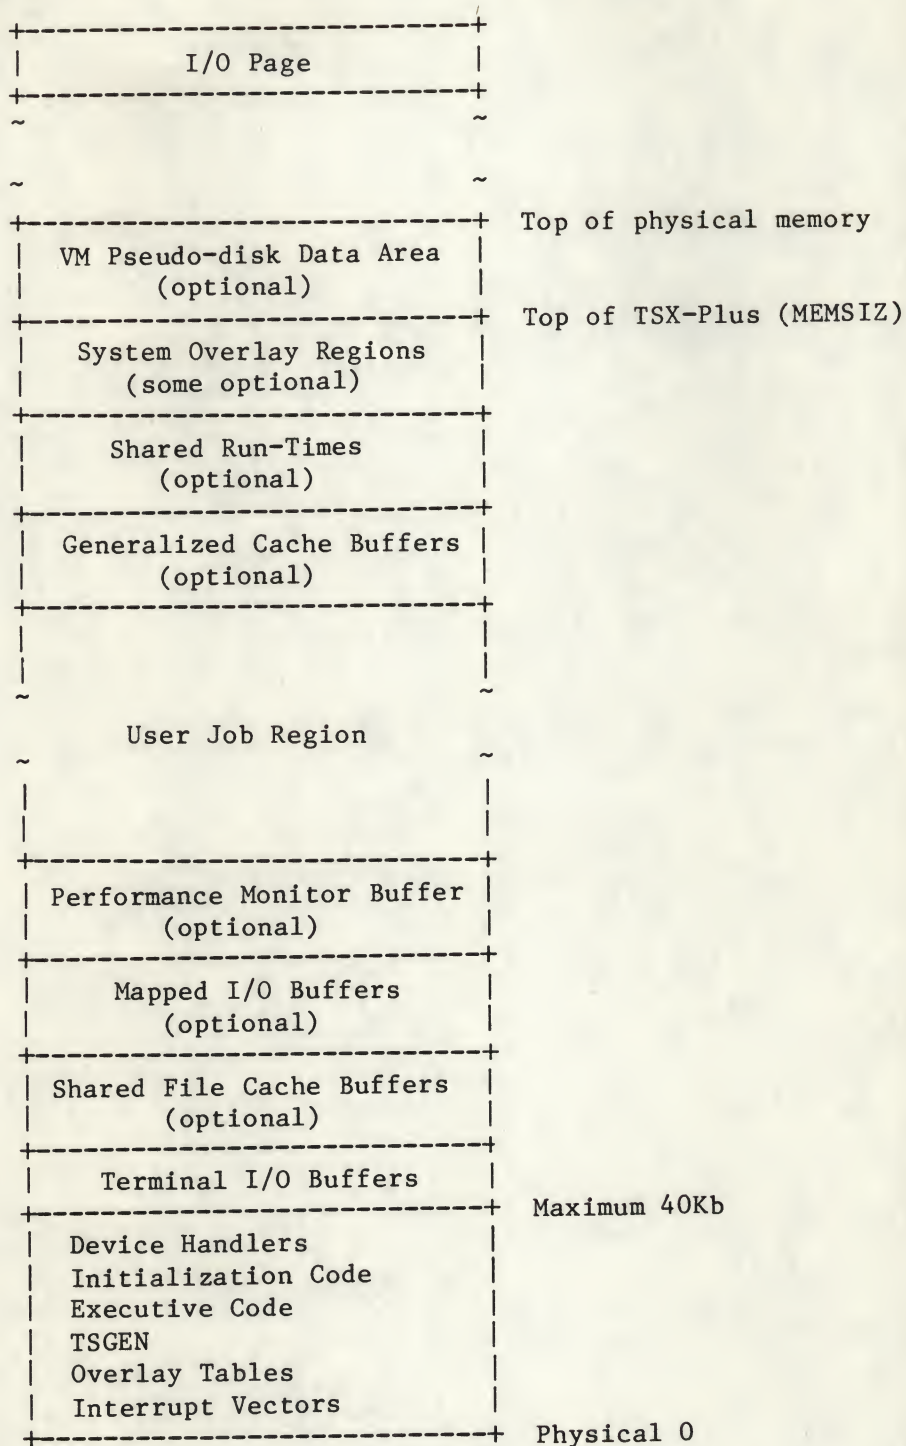 I/O Page
Top of physical memory
VM Pseudo-disk Data Area
(optional)
Top of TSX-Plus (MEMSIZ)
System Overlay Regions
(some optional)
Shared Run-Times
(optional)
Generalized Cache Buffers
(optional)
User Job Region
Performance Monitor Buffer
(optional)
Mapped I/O Buffers
(optional)
Shared File Cache Buffers
(optional)
Terminal I/O Buffers
Maximum 40Kb
Device Handlers
Initialization Code
Executive Code
TSGEN
Overlay Tables
Interrupt Vectors
Physical 0